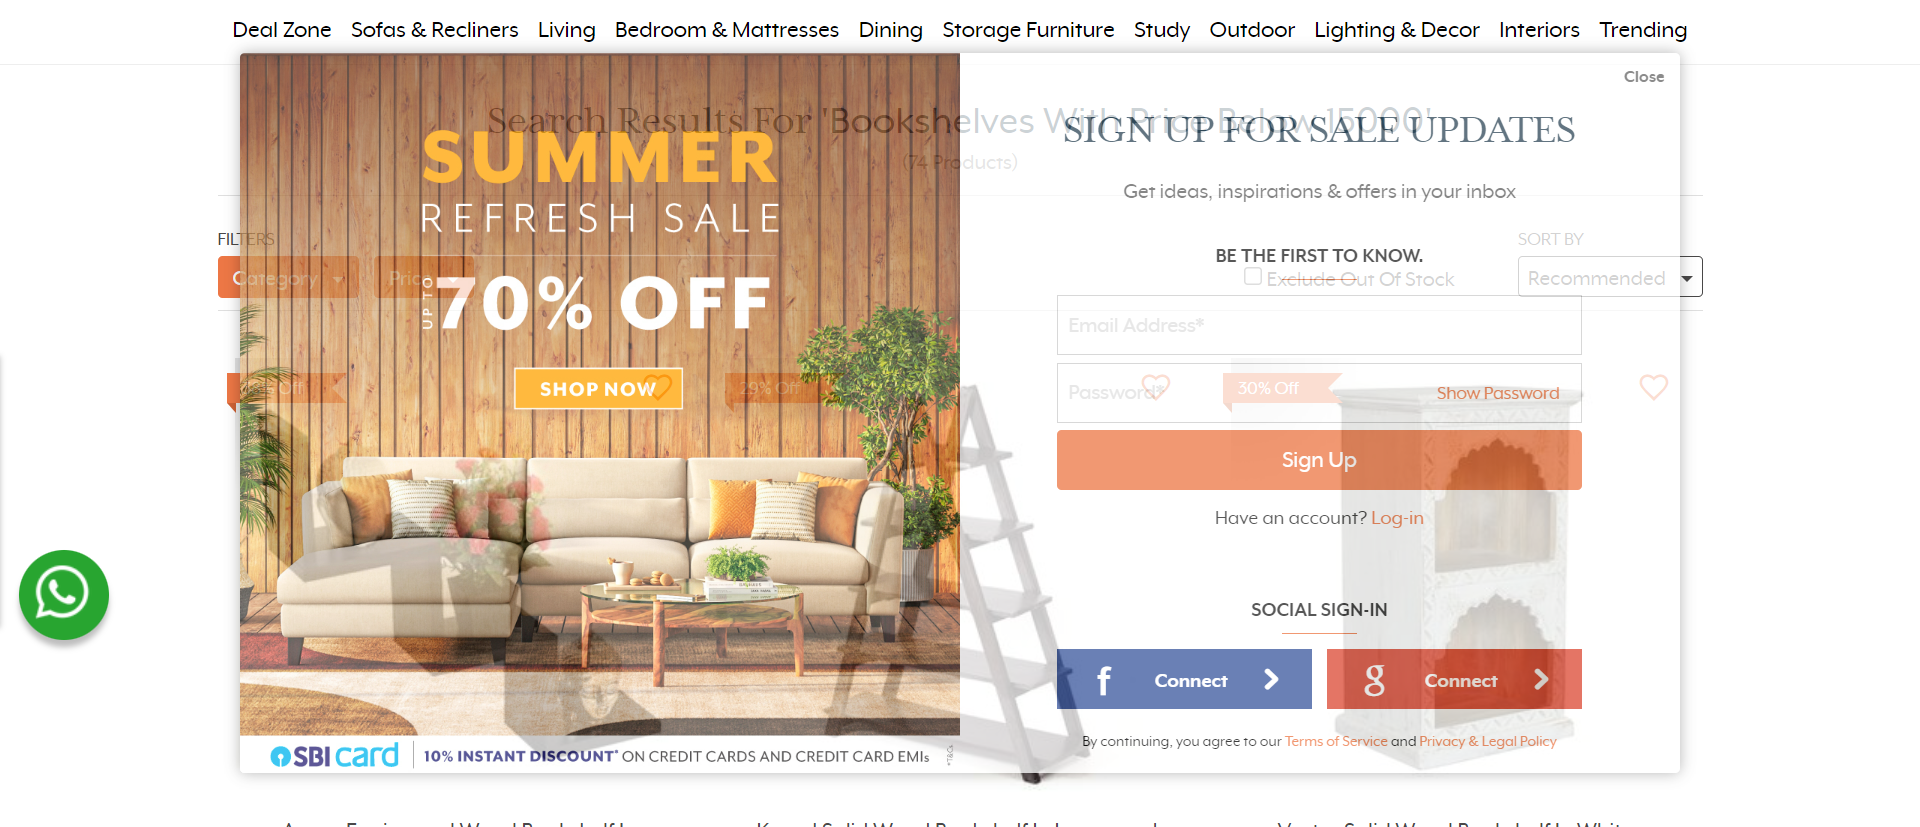 Deal Zone Sofas & Recliners Living Bedroom & Mattresses Dining Storage Furniture Study Outdoor Lighting & Decor Interiors Trending
Close
Search Results For 'Bookshelves With Price Below 15000'
(74 Products)
SUMMER
REFRESH SALE
UP TO
70% OFF
SHOP NOW
SIGN UP FOR SALE UPDATES
Get ideas, inspirations & offers in your inbox
FILTERS
Category
Price
SORT BY
Recommended
BE THE FIRST TO KNOW.
Exclude Out Of Stock
Email Address*
Password*
Show Password
Off
29% Off
30% Off
Sign Up
Have an account? Log-in
SOCIAL SIGN-IN
f Connect
g Connect
By continuing, you agree to our Terms of Service and Privacy & Legal Policy
SBI card
10% INSTANT DISCOUNT* ON CREDIT CARDS AND CREDIT CARD EMIs
*T&Cs